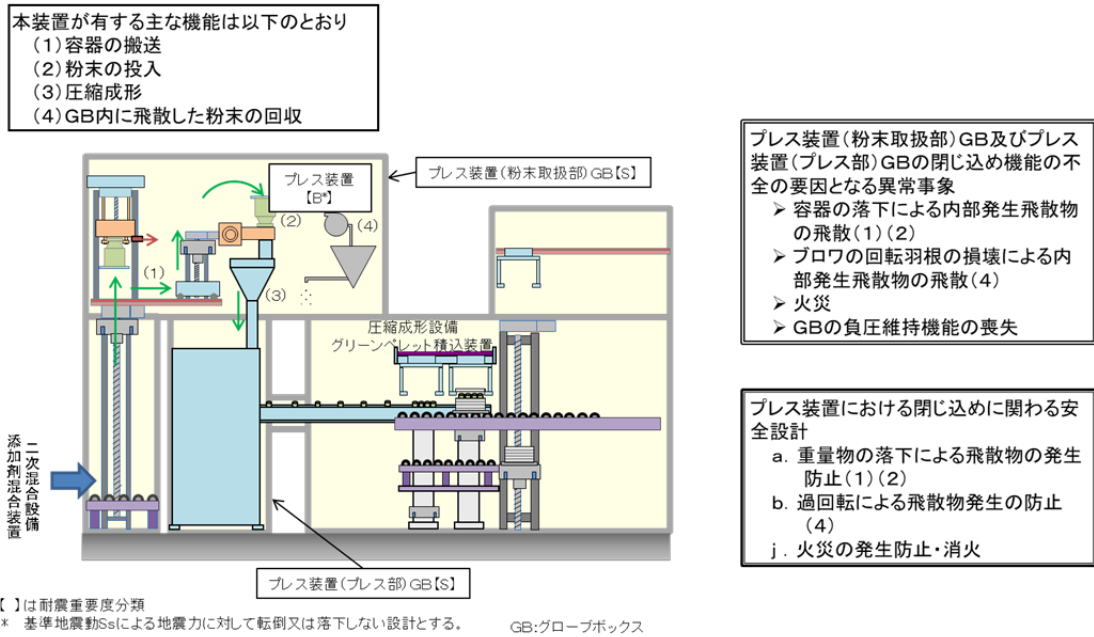 本装置が有する主な機能は以下のとおり
(1)容器の搬送
(2)粉末の投入
(3)圧縮成形
(4)GB内に飛散した粉末の回収
プレス装置
【B*】
プレス装置(粉末取扱部)GB【S】
(1)
(2)
(3)
(4)
圧縮成形設備
グリーンペレット積込装置
二次混合設備
添加剤混合装置
プレス装置(プレス部)GB【S】
【 】は耐震重要度分類
* 基準地震動Ssによる地震力に対して転倒又は落下しない設計とする。
GB:グローブボックス
プレス装置(粉末取扱部)GB及びプレス
装置(プレス部)GBの閉じ込め機能の不
全の要因となる異常事象
➢ 容器の落下による内部発生飛散物
の飛散(1)(2)
➢ ブロワの回転羽根の損壊による内
部発生飛散物の飛散(4)
➢ 火災
➢ GBの負圧維持機能の喪失
プレス装置における閉じ込めに関わる安
全設計
a. 重量物の落下による飛散物の発生
防止(1)(2)
b. 過回転による飛散物発生の防止
(4)
j. 火災の発生防止・消火